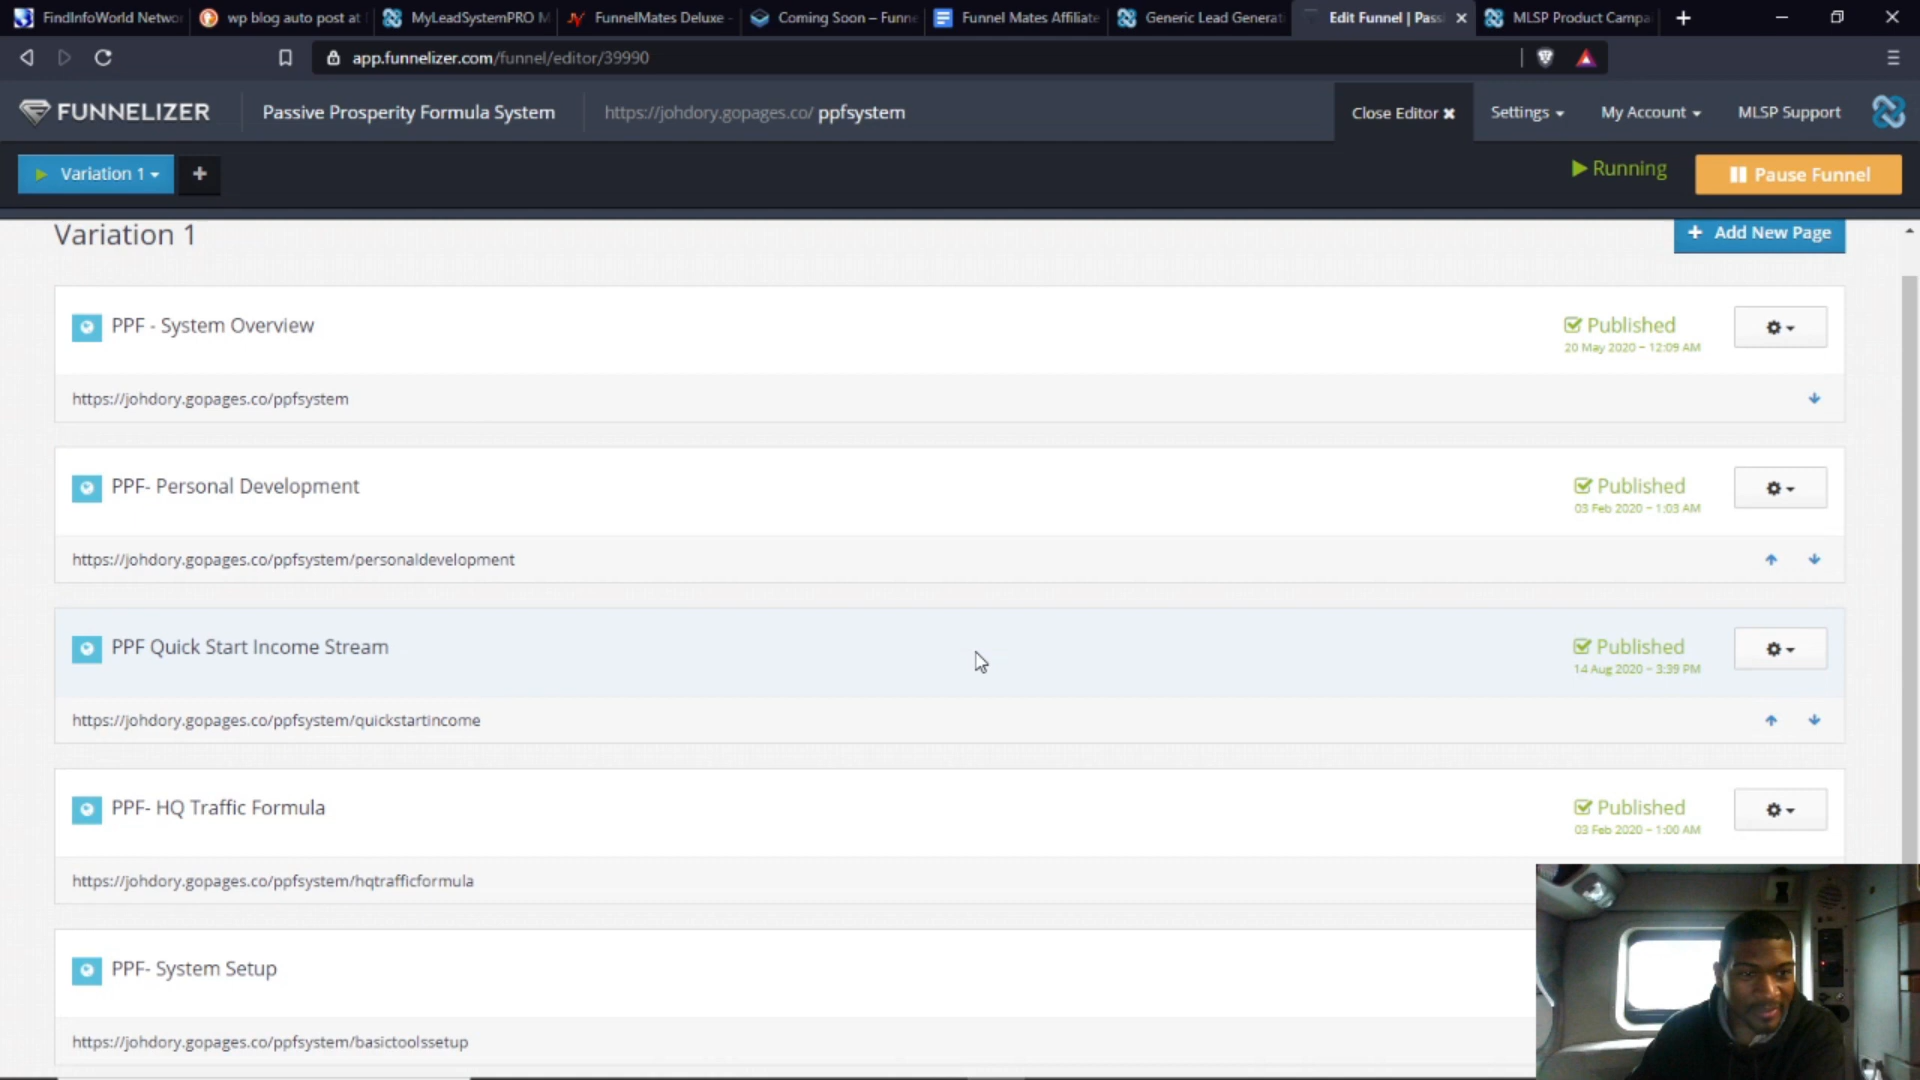 FindInfoWorld Netwo
wp blog auto post at
MyLeadSystemPRO M
FunnelMates Deluxe -
Coming Soon – Funne
Funnel Mates Affiliate
Generic Lead Generat
Edit Funnel | Pass
MLSP Product Campa
app.funnelizer.com/funnel/editor/39990
FUNNELIZER
Passive Prosperity Formula System
https://johdory.gopages.co/ ppfsystem
Close Editor
Settings
My Account
MLSP Support
Variation 1
Running
Pause Funnel
Variation 1
Add New Page
PPF - System Overview
Published
20 May 2020 – 12:09 AM
https://johdory.gopages.co/ppfsystem
PPF- Personal Development
Published
03 Feb 2020 – 1:03 AM
https://johdory.gopages.co/ppfsystem/personaldevelopment
PPF Quick Start Income Stream
Published
14 Aug 2020 – 3:39 PM
https://johdory.gopages.co/ppfsystem/quickstartincome
PPF- HQ Traffic Formula
Published
03 Feb 2020 – 1:00 AM
https://johdory.gopages.co/ppfsystem/hqtrafficformula
PPF- System Setup
https://johdory.gopages.co/ppfsystem/basictoolssetup